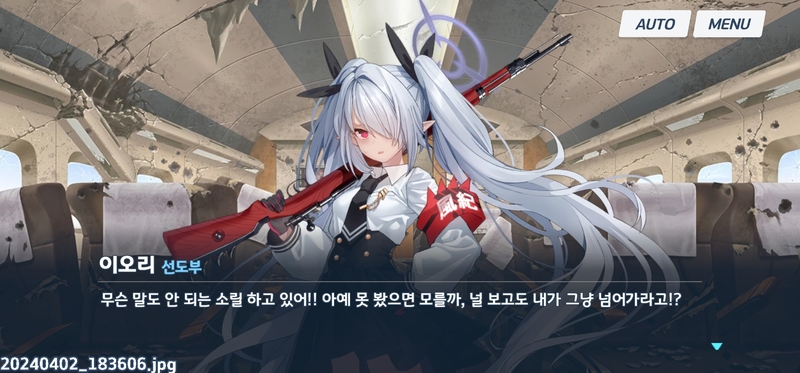 AUTO MENU
風紀
이오리 선도부
무슨 말도 안 되는 소릴 하고 있어!! 아예 못 봤으면 모를까, 널 보고도 내가 그냥 넘어가라고!?
20240402_183606.jpg